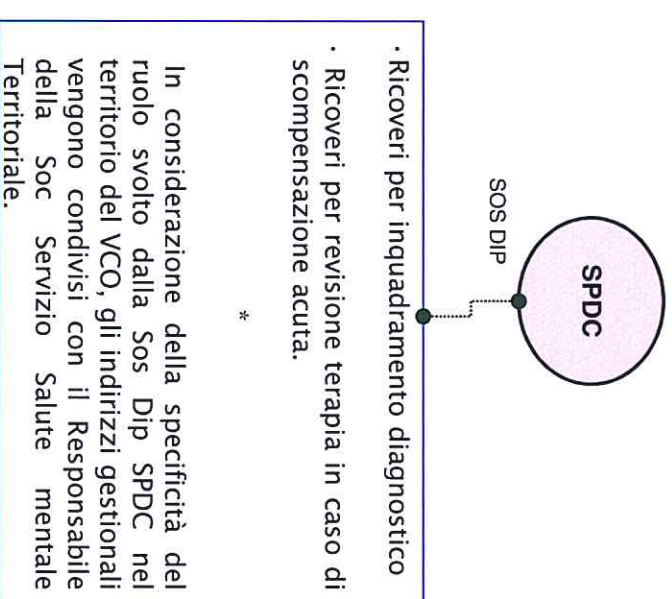 SPDC
SOS DIP
· Ricoveri per inquadramento diagnostico
· Ricoveri per revisione terapia in caso di
scompensazione acuta.
*
In considerazione della specificità del
ruolo svolto dalla Sos Dip SPDC nel
territorio del VCO, gli indirizzi gestionali
vengono condivisi con il Responsabile
della Soc Servizio Salute mentale
Territoriale.